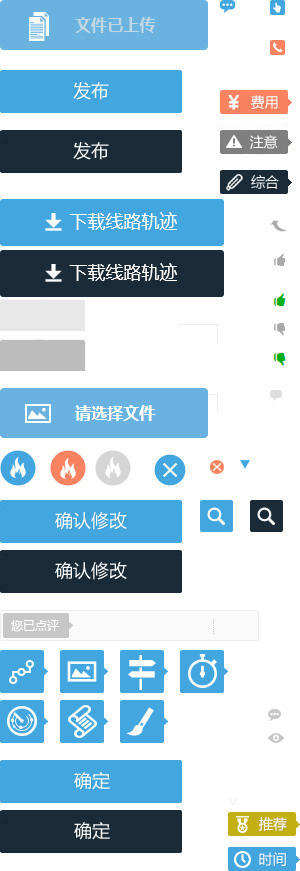 文件已上传
发布
¥ 费用
发布
注意
综合
下载线路轨迹
下载线路轨迹
请选择文件
确认修改
确认修改
您已点评
确定
推荐
确定
时间